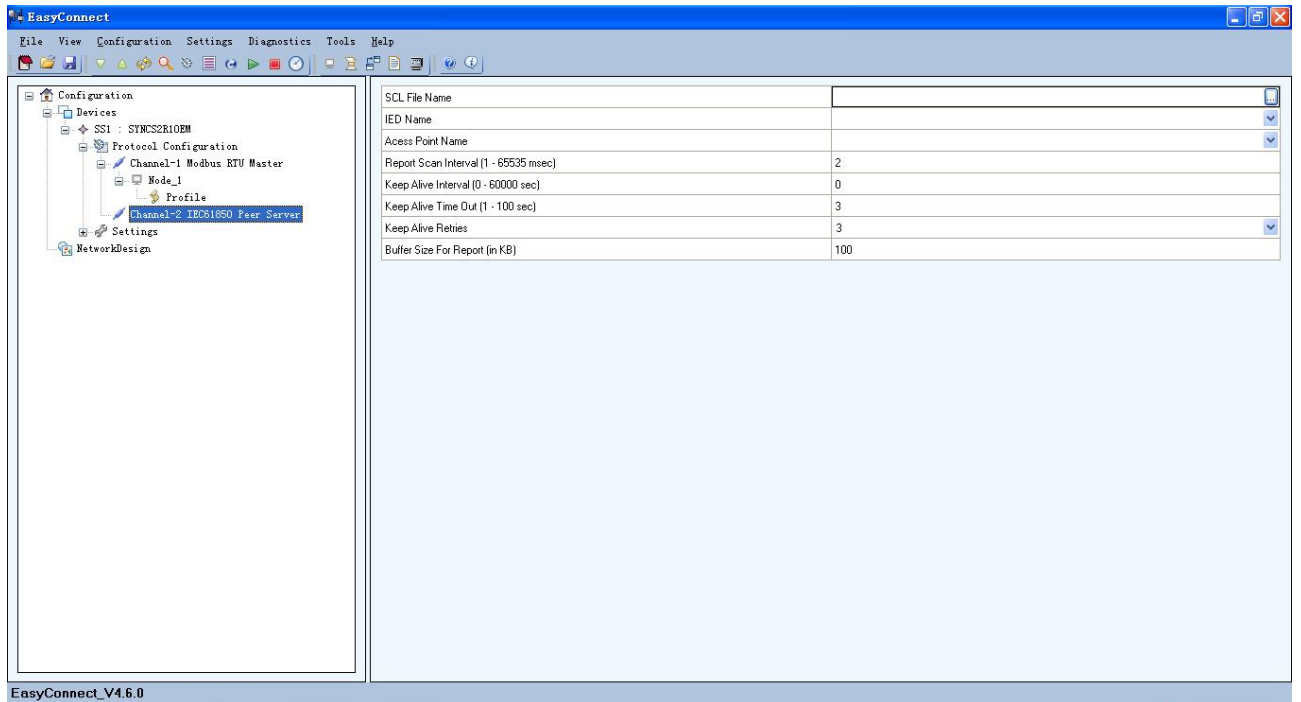 EasyConnect
File View Configuration Settings Diagnostics Tools Help
Configuration
Devices
SS1 : SYNCS2R10EM
Protocol Configuration
Channel-1 Modbus RTU Master
Node_1
Profile
Channel-2 IEC61850 Peer Server
Settings
NetworkDesign
SCL File Name
IED Name
Acess Point Name
Report Scan Interval (1 - 65535 msec) 2
Keep Alive Interval (0 - 60000 sec) 0
Keep Alive Time Out (1 - 100 sec) 3
Keep Alive Retries 3
Buffer Size For Report (in KB) 100
EasyConnect_V4.6.0